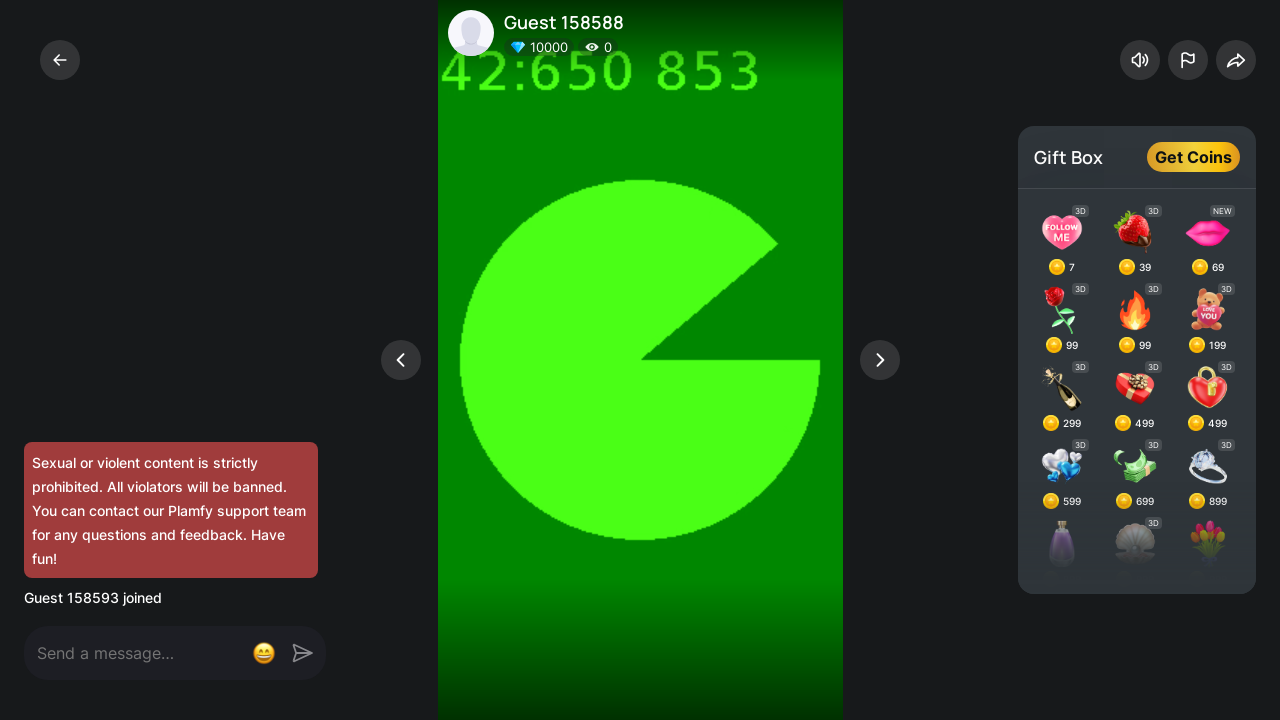 Guest 158588
10000 0
42:650 853
Gift Box
Get Coins
3D
3D
NEW
FOLLOW
ME
7
39
69
3D
3D
3D
LOVE
YOU
99
99
199
3D
3D
3D
299
499
499
3D
3D
3D
599
699
899
3D
Sexual or violent content is strictly
prohibited. All violators will be banned.
You can contact our Plamfy support team
for any questions and feedback. Have
fun!
Guest 158593 joined
Send a message...